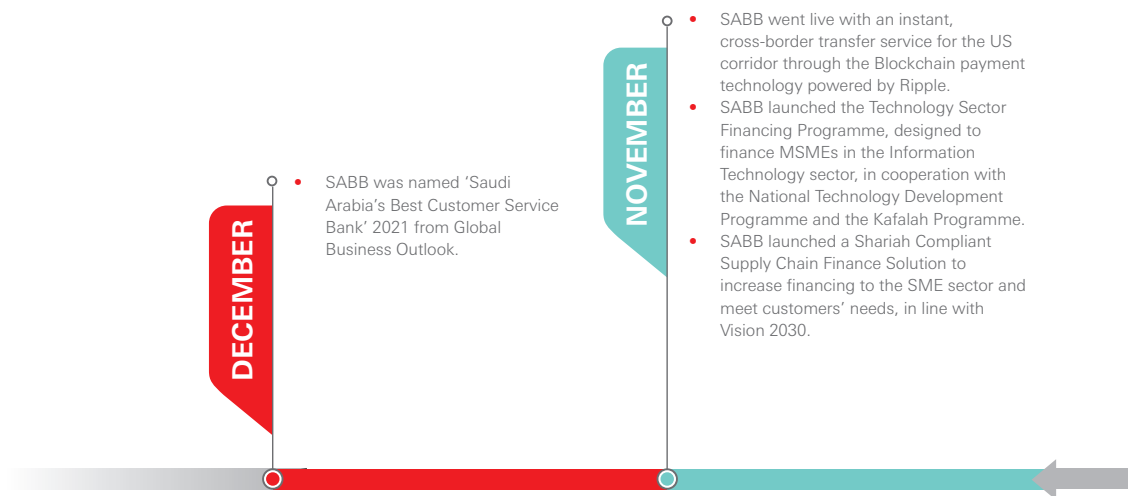 DECEMBER
• SABB was named ‘Saudi
Arabia’s Best Customer Service
Bank’ 2021 from Global
Business Outlook.
NOVEMBER
• SABB went live with an instant,
cross-border transfer service for the US
corridor through the Blockchain payment
technology powered by Ripple.
• SABB launched the Technology Sector
Financing Programme, designed to
finance MSMEs in the Information
Technology sector, in cooperation with
the National Technology Development
Programme and the Kafalah Programme.
• SABB launched a Shariah Compliant
Supply Chain Finance Solution to
increase financing to the SME sector and
meet customers’ needs, in line with
Vision 2030.